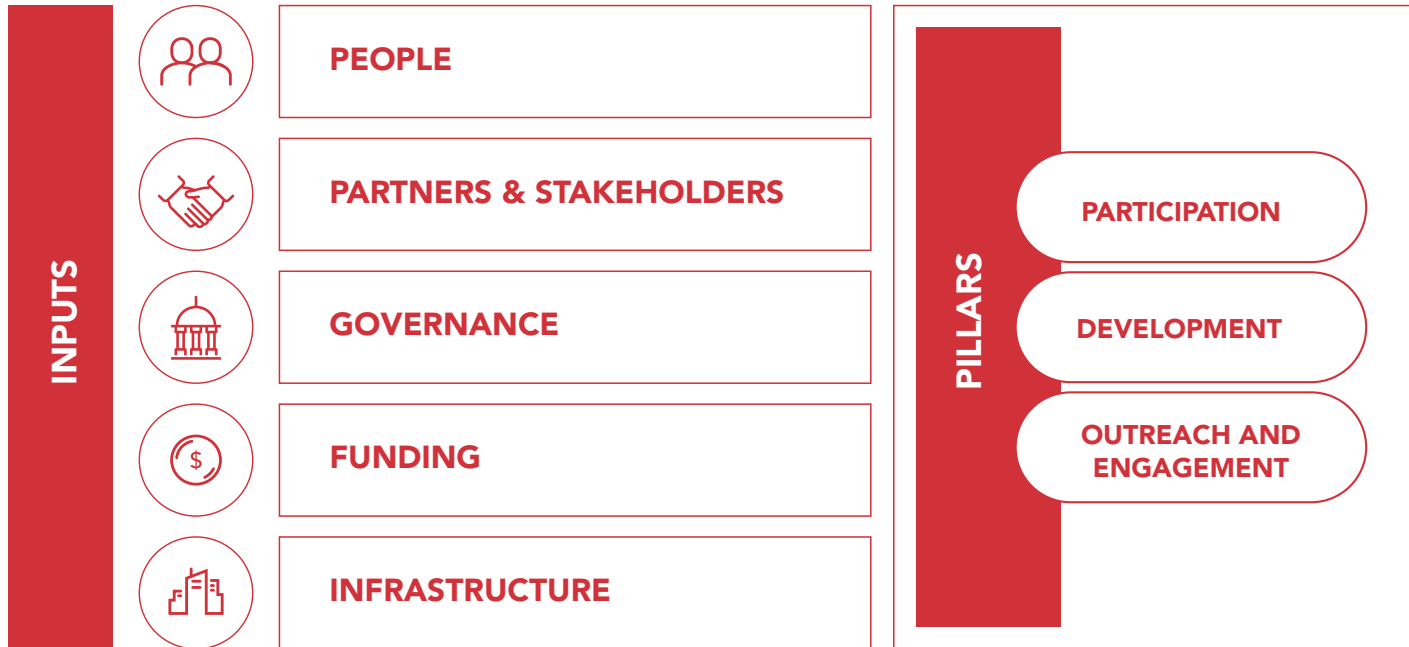 INPUTS
PEOPLE
PARTNERS & STAKEHOLDERS
GOVERNANCE
$
FUNDING
INFRASTRUCTURE
PILLARS
PARTICIPATION
DEVELOPMENT
OUTREACH AND
ENGAGEMENT